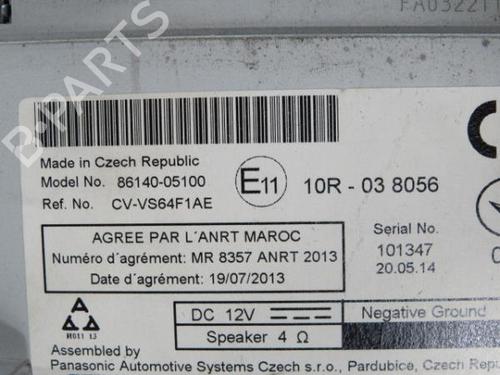 FA032211
B-PARTS
Made in Czech Republic
Model No. 86140-05100
Ref. No. CV-VS64F1AE
E11
10R - 03 8056
AGREE PAR L´ANRT MAROC
Numéro d´agrément: MR 8357 ANRT 2013
Date d´agrément: 19/07/2013
Serial No.
101347
20.05.14
DC 12V
Negative Ground
Speaker 4 Ω
Assembled by
Panasonic Automotive Systems Czech s.r.o., Pardubice, Czech Re